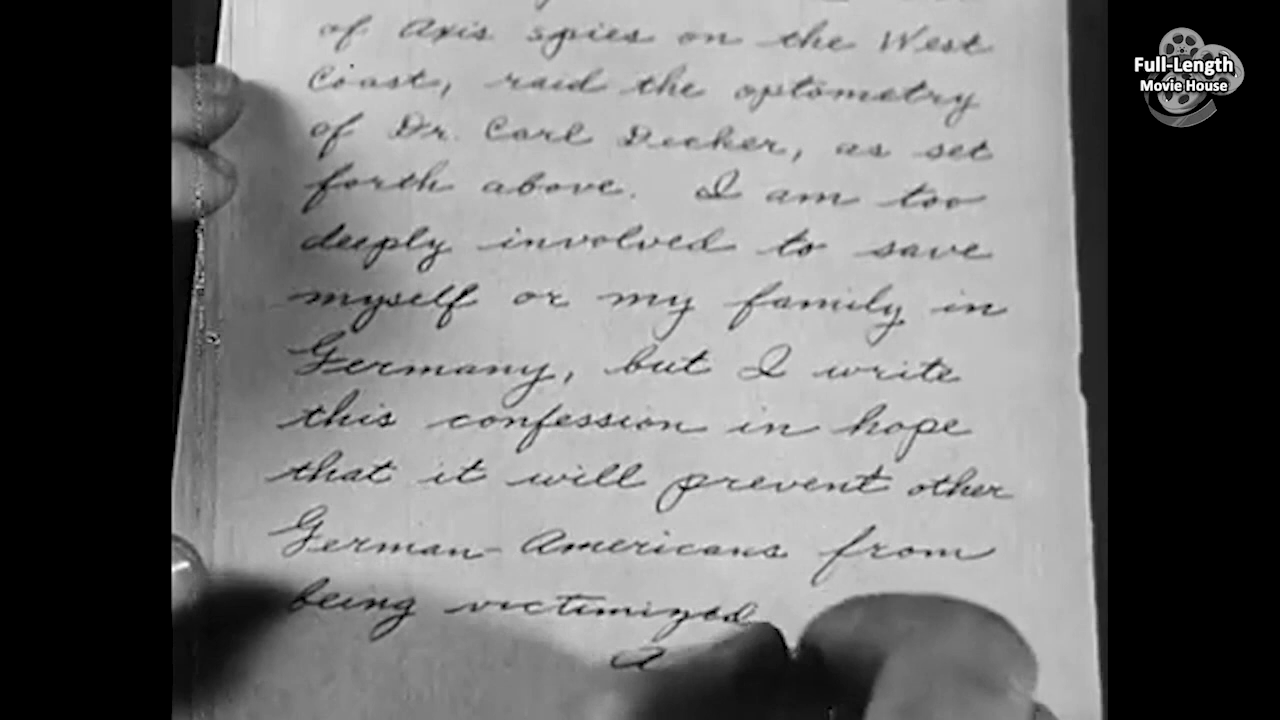 of Axis spies on the West
Coast, raid the optometry
of Dr. Carl Decker, as set
forth above. I am too
deeply involved to save
myself or my family in
Germany, but I write
this confession in hope
that it will prevent other
German-Americans from
being victimized
A
Full-Length
Movie House